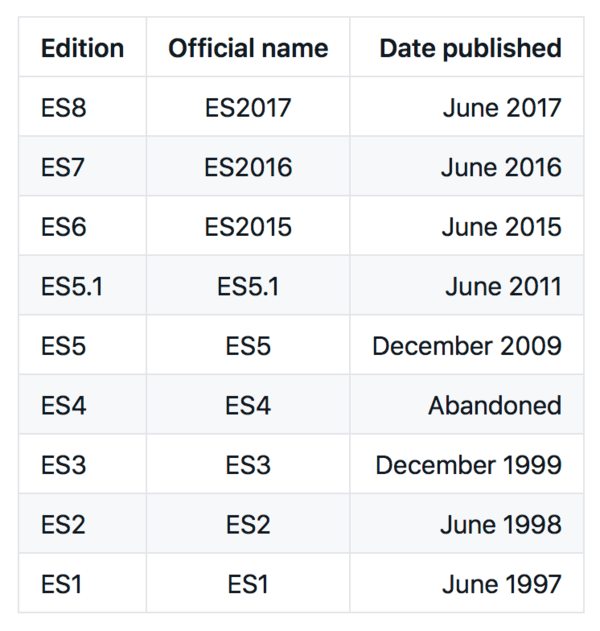 Edition Official name Date published
ES8 ES2017 June 2017
ES7 ES2016 June 2016
ES6 ES2015 June 2015
ES5.1 ES5.1 June 2011
ES5 ES5 December 2009
ES4 ES4 Abandoned
ES3 ES3 December 1999
ES2 ES2 June 1998
ES1 ES1 June 1997